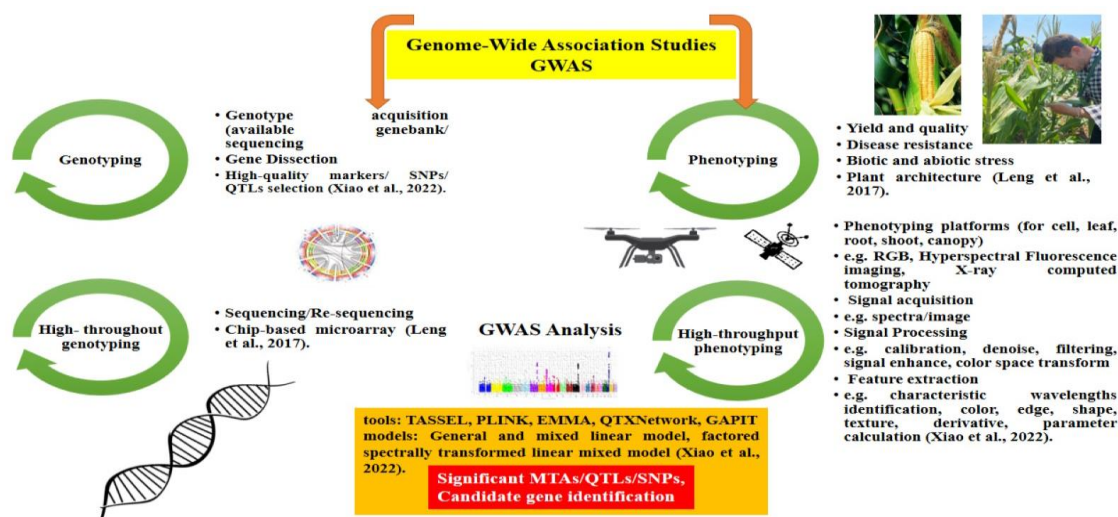 Genome-Wide Association Studies
GWAS
Genotyping
• Genotype acquisition
(available genebank/
sequencing
• Gene Dissection
• High-quality markers/ SNPs/
QTLs selection (Xiao et al., 2022).
Phenotyping
• Yield and quality
• Disease resistance
• Biotic and abiotic stress
• Plant architecture (Leng et al.,
2017).
High- throughout
genotyping
• Sequencing/Re-sequencing
• Chip-based microarray (Leng
et al., 2017).
GWAS Analysis
High-throughput
phenotyping
• Phenotyping platforms (for cell, leaf,
root, shoot, canopy)
• e.g. RGB, Hyperspectral Fluorescence
imaging, X-ray computed
tomography
• Signal acquisition
• e.g. spectra/image
• Signal Processing
• e.g. calibration, denoise, filtering,
signal enhance, color space transform
• Feature extraction
• e.g. characteristic wavelengths
identification, color, edge, shape,
texture, derivative, parameter
calculation (Xiao et al., 2022).
tools: TASSEL, PLINK, EMMA, QTXNetwork, GAPIT
models: General and mixed linear model, factored
spectrally transformed linear mixed model (Xiao et al.,
2022).
Significant MTAs/QTLs/SNPs,
Candidate gene identification